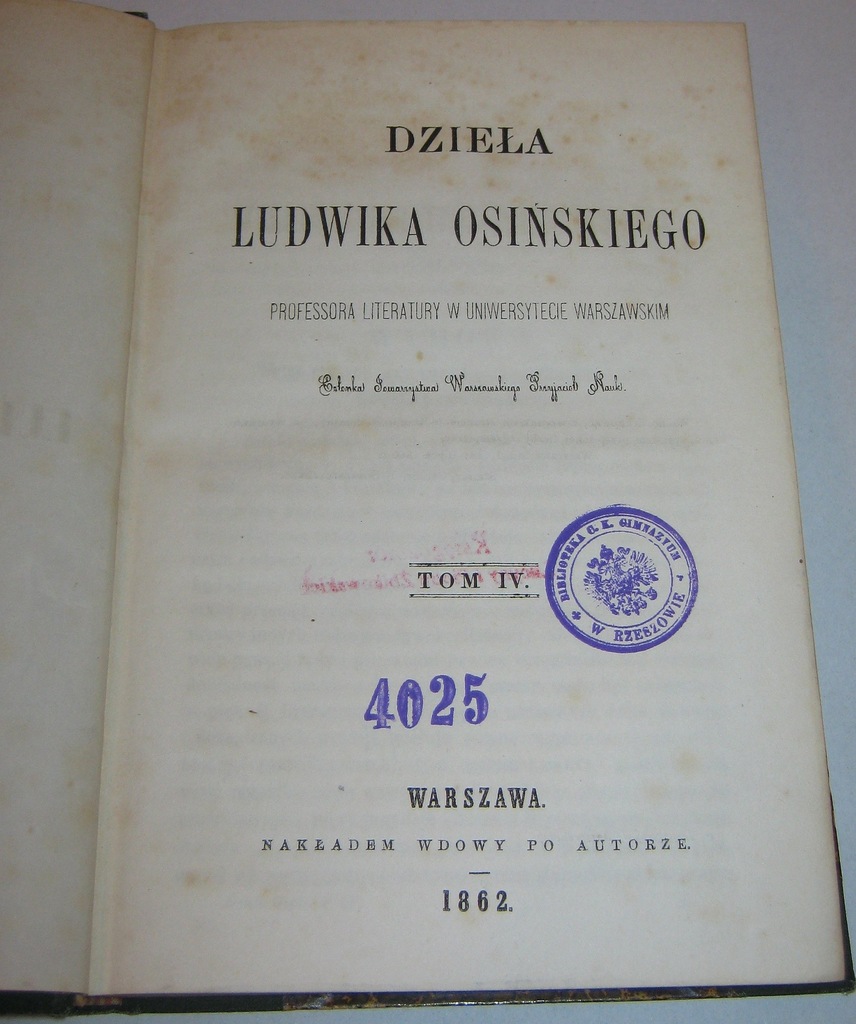 DZIEŁA
LUDWIKA OSIŃSKIEGO
PROFESSORA LITERATURY W UNIWERSYTECIE WARSZAWSKIM
Członka Towarzystwa Warszawskiego Przyjaciół Nauk.
TOM IV.
BIBLIOTEKA C. K. GIMNAZYUM
W RZESZOWIE
4025
WARSZAWA.
NAKŁADEM WDOWY PO AUTORZE.
1862.